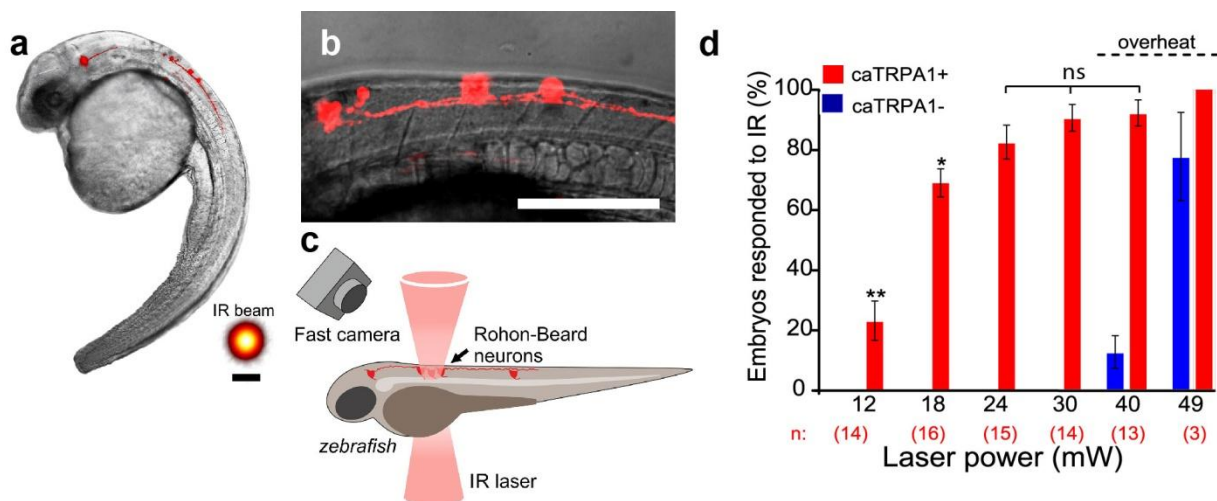 a
IR beam
b
c
Fast camera
Rohon-Beard
neurons
zebrafish
IR laser
d
overheat
caTRPA1+
caTRPA1-
ns
*
**
Embryos responded to IR (%)
100
80
60
40
20
0
12 18 24 30 40 49
n: (14) (16) (15) (14) (13) (3)
Laser power (mW)